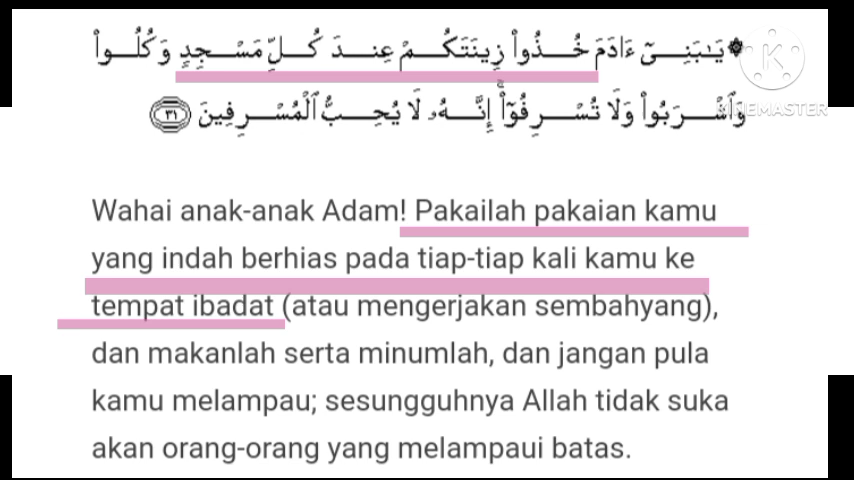 ۞ يَـٰبَنِىٓ ءَادَمَ خُذُوا۟ زِينَتَكُمْ عِندَ كُلِّ مَسْجِدٍ وَكُلُوا۟
وَٱشْرَبُوا۟ وَلَا تُسْرِفُوٓا۟ ۚ إِنَّهُۥ لَا يُحِبُّ ٱلْمُسْرِفِينَ ٣١
KINEMASTER
Wahai anak-anak Adam! Pakailah pakaian kamu
yang indah berhias pada tiap-tiap kali kamu ke
tempat ibadat (atau mengerjakan sembahyang),
dan makanlah serta minumlah, dan jangan pula
kamu melampau; sesungguhnya Allah tidak suka
akan orang-orang yang melampaui batas.